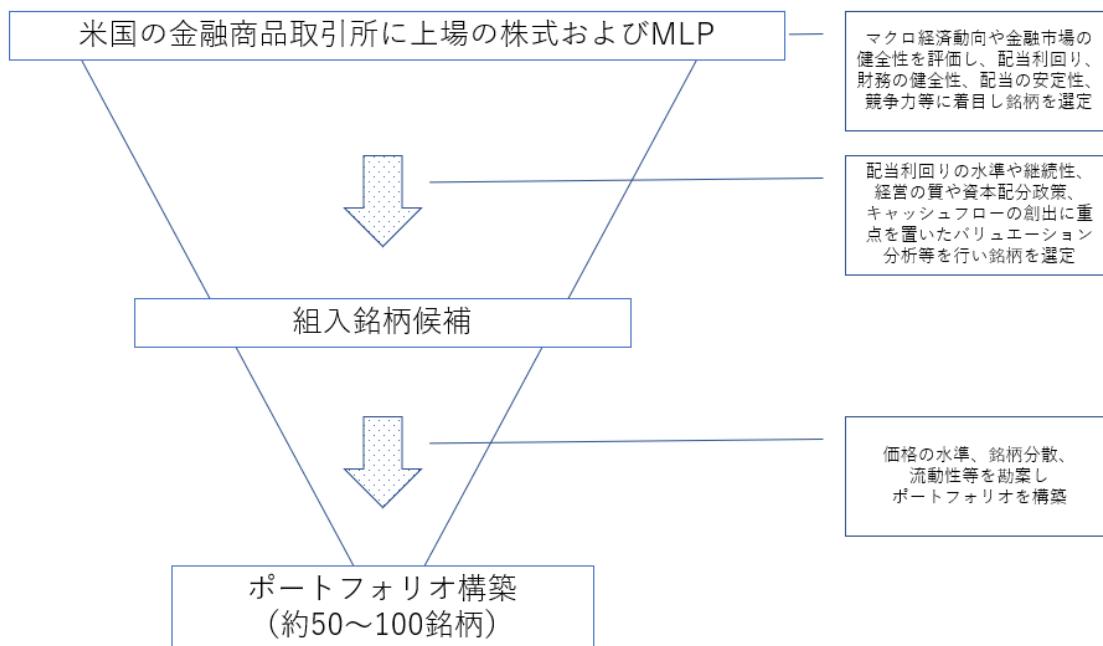 米国の金融商品取引所に上場の株式およびMLP
マクロ経済動向や金融市場の
健全性を評価し、配当利回り、
財務の健全性、配当の安定性、
競争力等に着目し銘柄を選定
配当利回りの水準や継続性、
経営の質や資本配分政策、
キャッシュフローの創出に重
点を置いたバリュエーション
分析等を行い銘柄を選定
組入銘柄候補
価格の水準、銘柄分散、
流動性等を勘案し
ポートフォリオを構築
ポートフォリオ構築
(約50〜100銘柄)